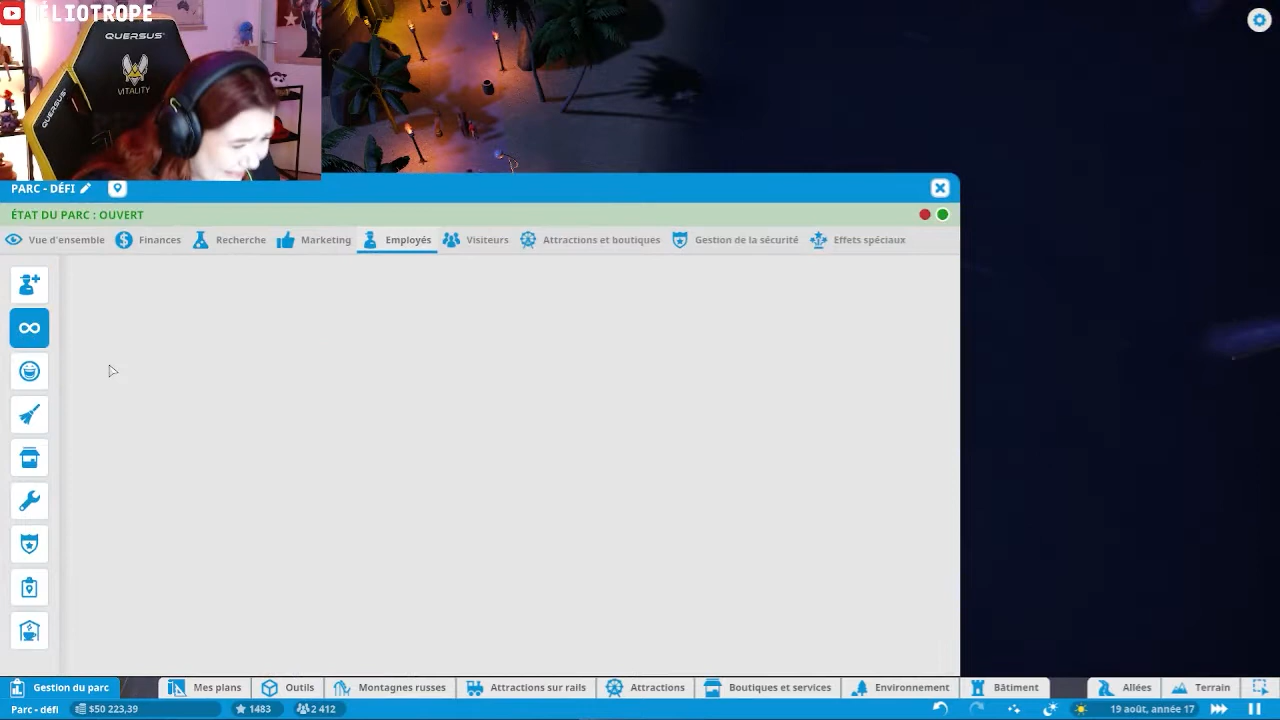 ÉLIOTROPE
QUERSUS
VITALITY
QUERSUS
PARC - DÉFI
ÉTAT DU PARC : OUVERT
Vue d'ensemble Finances Recherche Marketing Employés Visiteurs Attractions et boutiques Gestion de la sécurité Effets spéciaux
Gestion du parc Mes plans Outils Montagnes russes Attractions sur rails Attractions Boutiques et services Environnement Bâtiment Allées Terrain
Parc - défi $50 223,39 1483 2 412 19 août, année 17